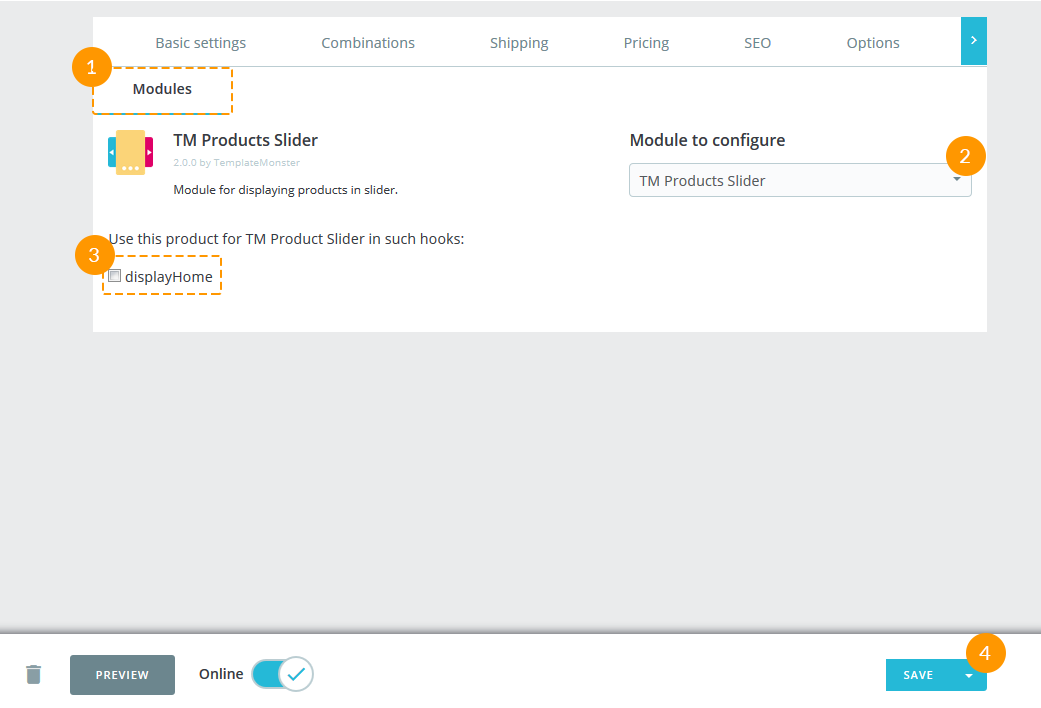 Basic settings Combinations Shipping Pricing SEO Options
1
Modules
TM Products Slider
2.0.0 by TemplateMonster
Module for displaying products in slider.
Module to configure
2
TM Products Slider
Use this product for TM Product Slider in such hooks:
3
displayHome
PREVIEW
Online
SAVE
4